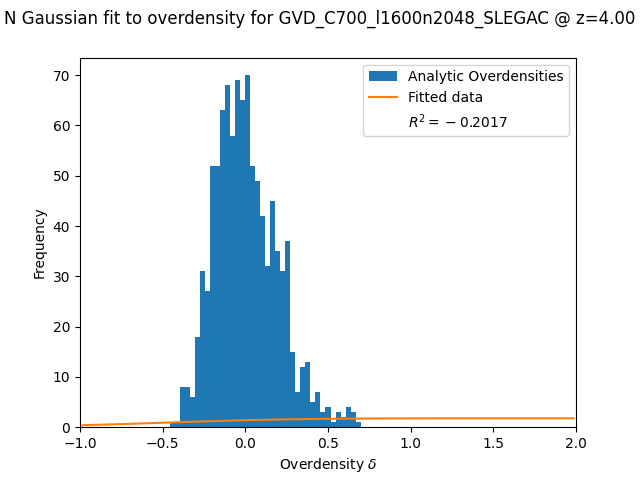 N Gaussian fit to overdensity for GVD_C700_l1600n2048_SLEGAC @ z=4.00
Analytic Overdensities
Fitted data
R² = −0.2017
Frequency
70
60
50
40
30
20
10
0
−1.0 −0.5 0.0 0.5 1.0 1.5 2.0
Overdensity δ